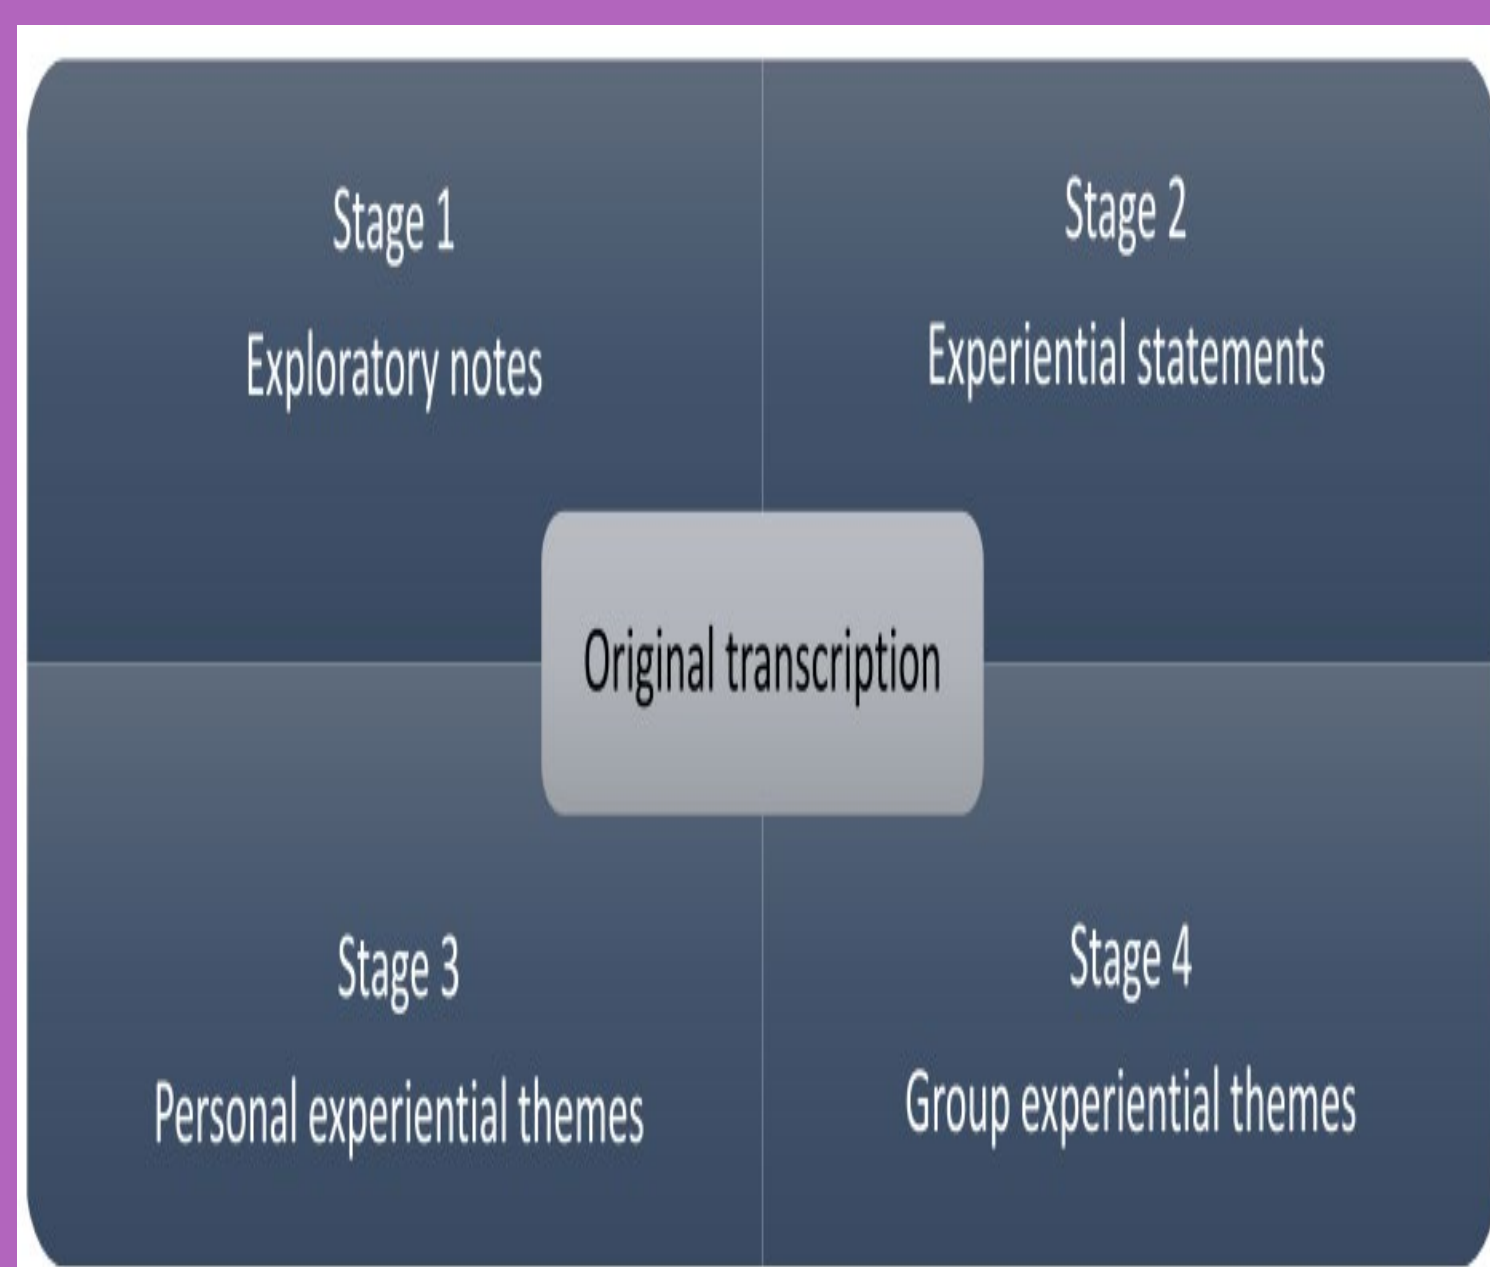 Stage 1
Exploratory notes
Stage 2
Experiential statements
Original transcription
Stage 3
Personal experiential themes
Stage 4
Group experiential themes